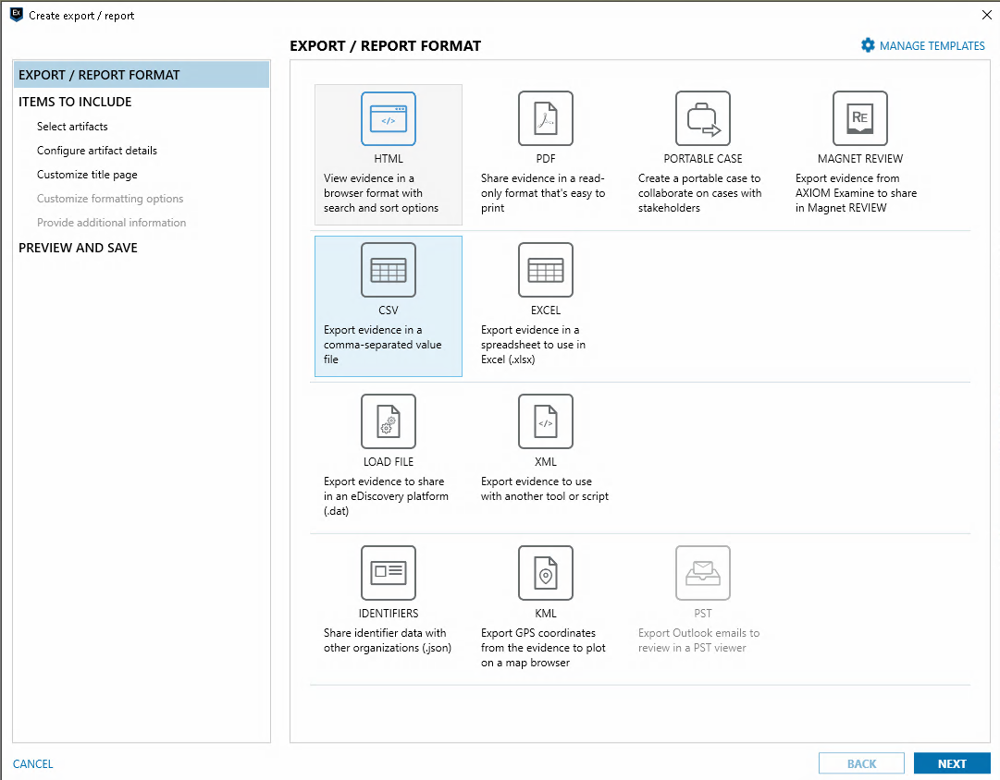 Ex
Create export / report
EXPORT / REPORT FORMAT
MANAGE TEMPLATES
EXPORT / REPORT FORMAT
ITEMS TO INCLUDE
Select artifacts
Configure artifact details
Customize title page
Customize formatting options
Provide additional information
PREVIEW AND SAVE
</>
HTML
View evidence in a
browser format with
search and sort options
PDF
Share evidence in a read-
only format that's easy to
print
PORTABLE CASE
Create a portable case to
collaborate on cases with
stakeholders
RE
MAGNET REVIEW
Export evidence from
AXIOM Examine to share
in Magnet REVIEW
CSV
Export evidence in a
comma-separated value
file
EXCEL
Export evidence in a
spreadsheet to use in
Excel (.xlsx)
LOAD FILE
Export evidence to share
in an eDiscovery platform
(.dat)
</>
XML
Export evidence to use
with another tool or script
IDENTIFIERS
Share identifier data with
other organizations (.json)
KML
Export GPS coordinates
from the evidence to plot
on a map browser
PST
Export Outlook emails to
review in a PST viewer
CANCEL
BACK
NEXT